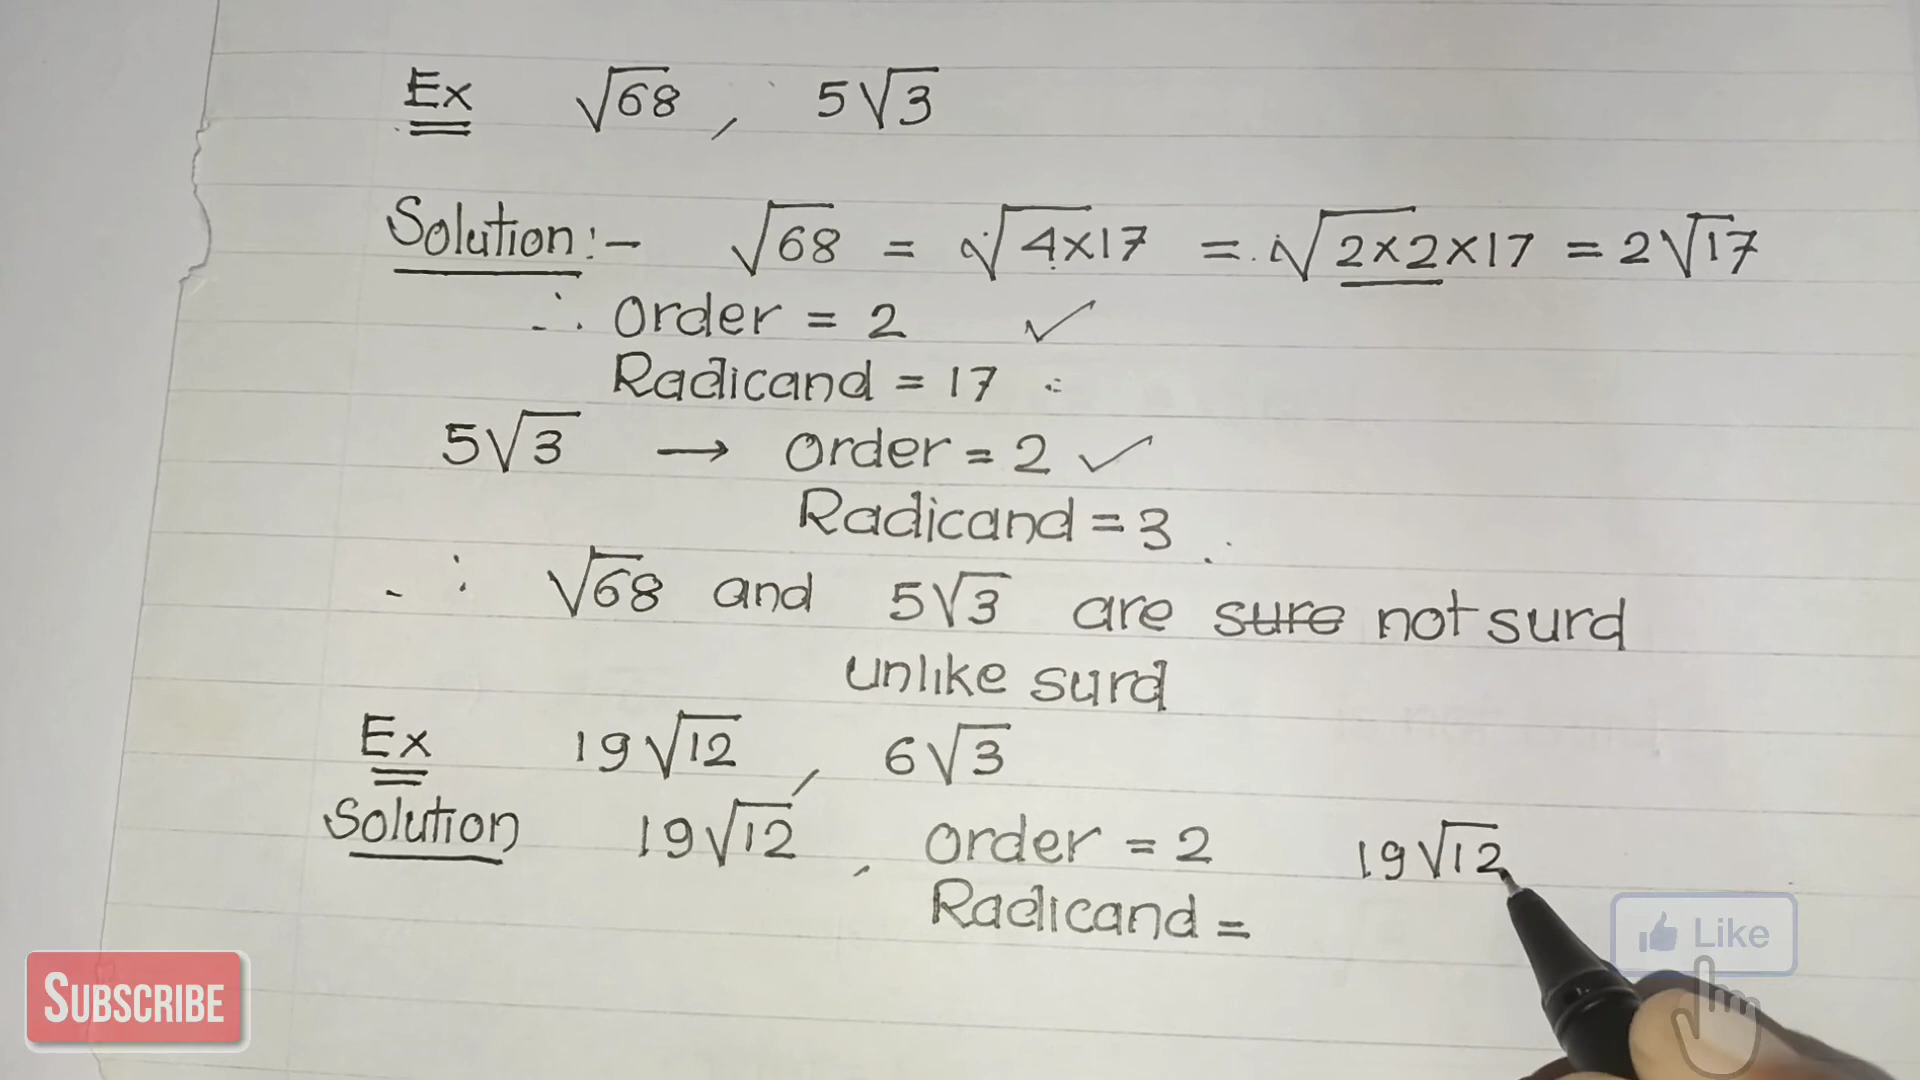 Ex √68 , 5√3
Solution:- √68 = √4×17 = √2×2×17 = 2√17
∴ Order = 2 ✓
Radicand = 17
5√3 → Order = 2 ✓
Radicand = 3
∴ √68 and 5√3 are sure not surd
unlike surd
Ex 19√12 , 6√3
Solution 19√12 , Order = 2 19√12
Radicand =
Like
SUBSCRIBE